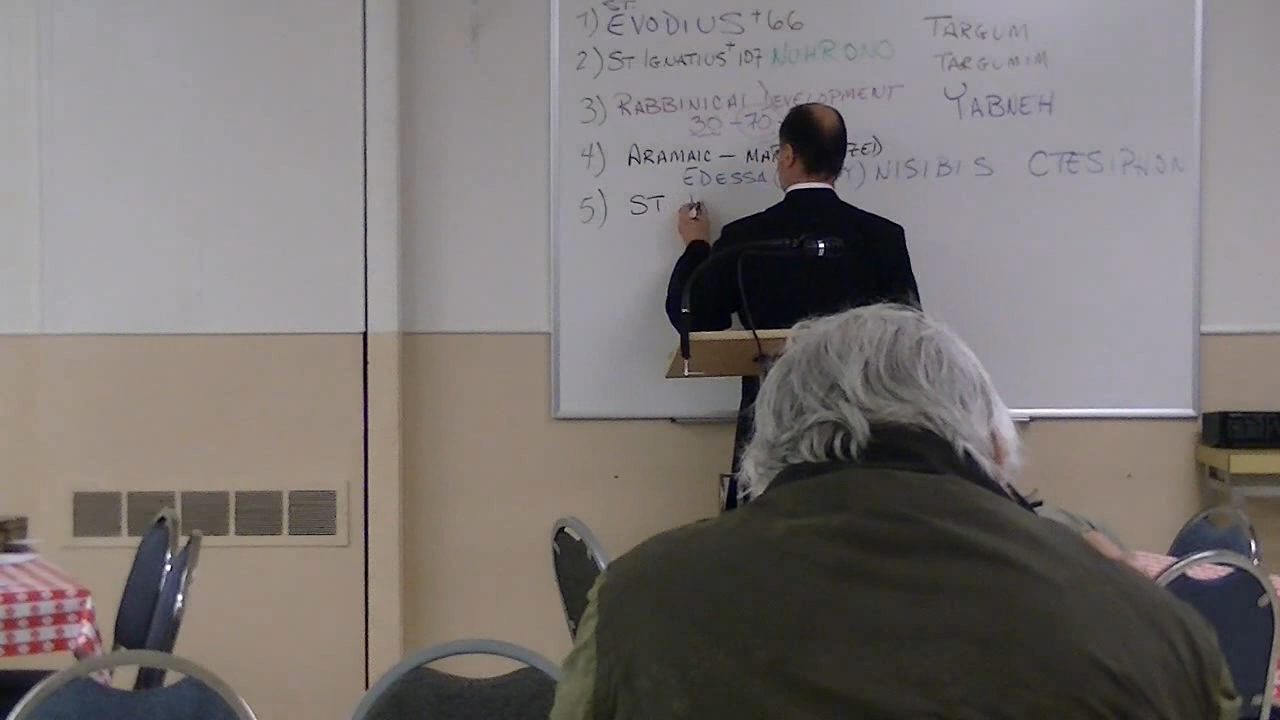 ST.
1) EVODIUS +66 TARGUM
2) ST IGNATIUS +107 NUHRONO TARGUMIM
3) RABBINICAL DEVELOPMENT YABNEH
30-70
4) ARAMAIC —
EDESSA NISIBIS CTESIPHON
5) ST